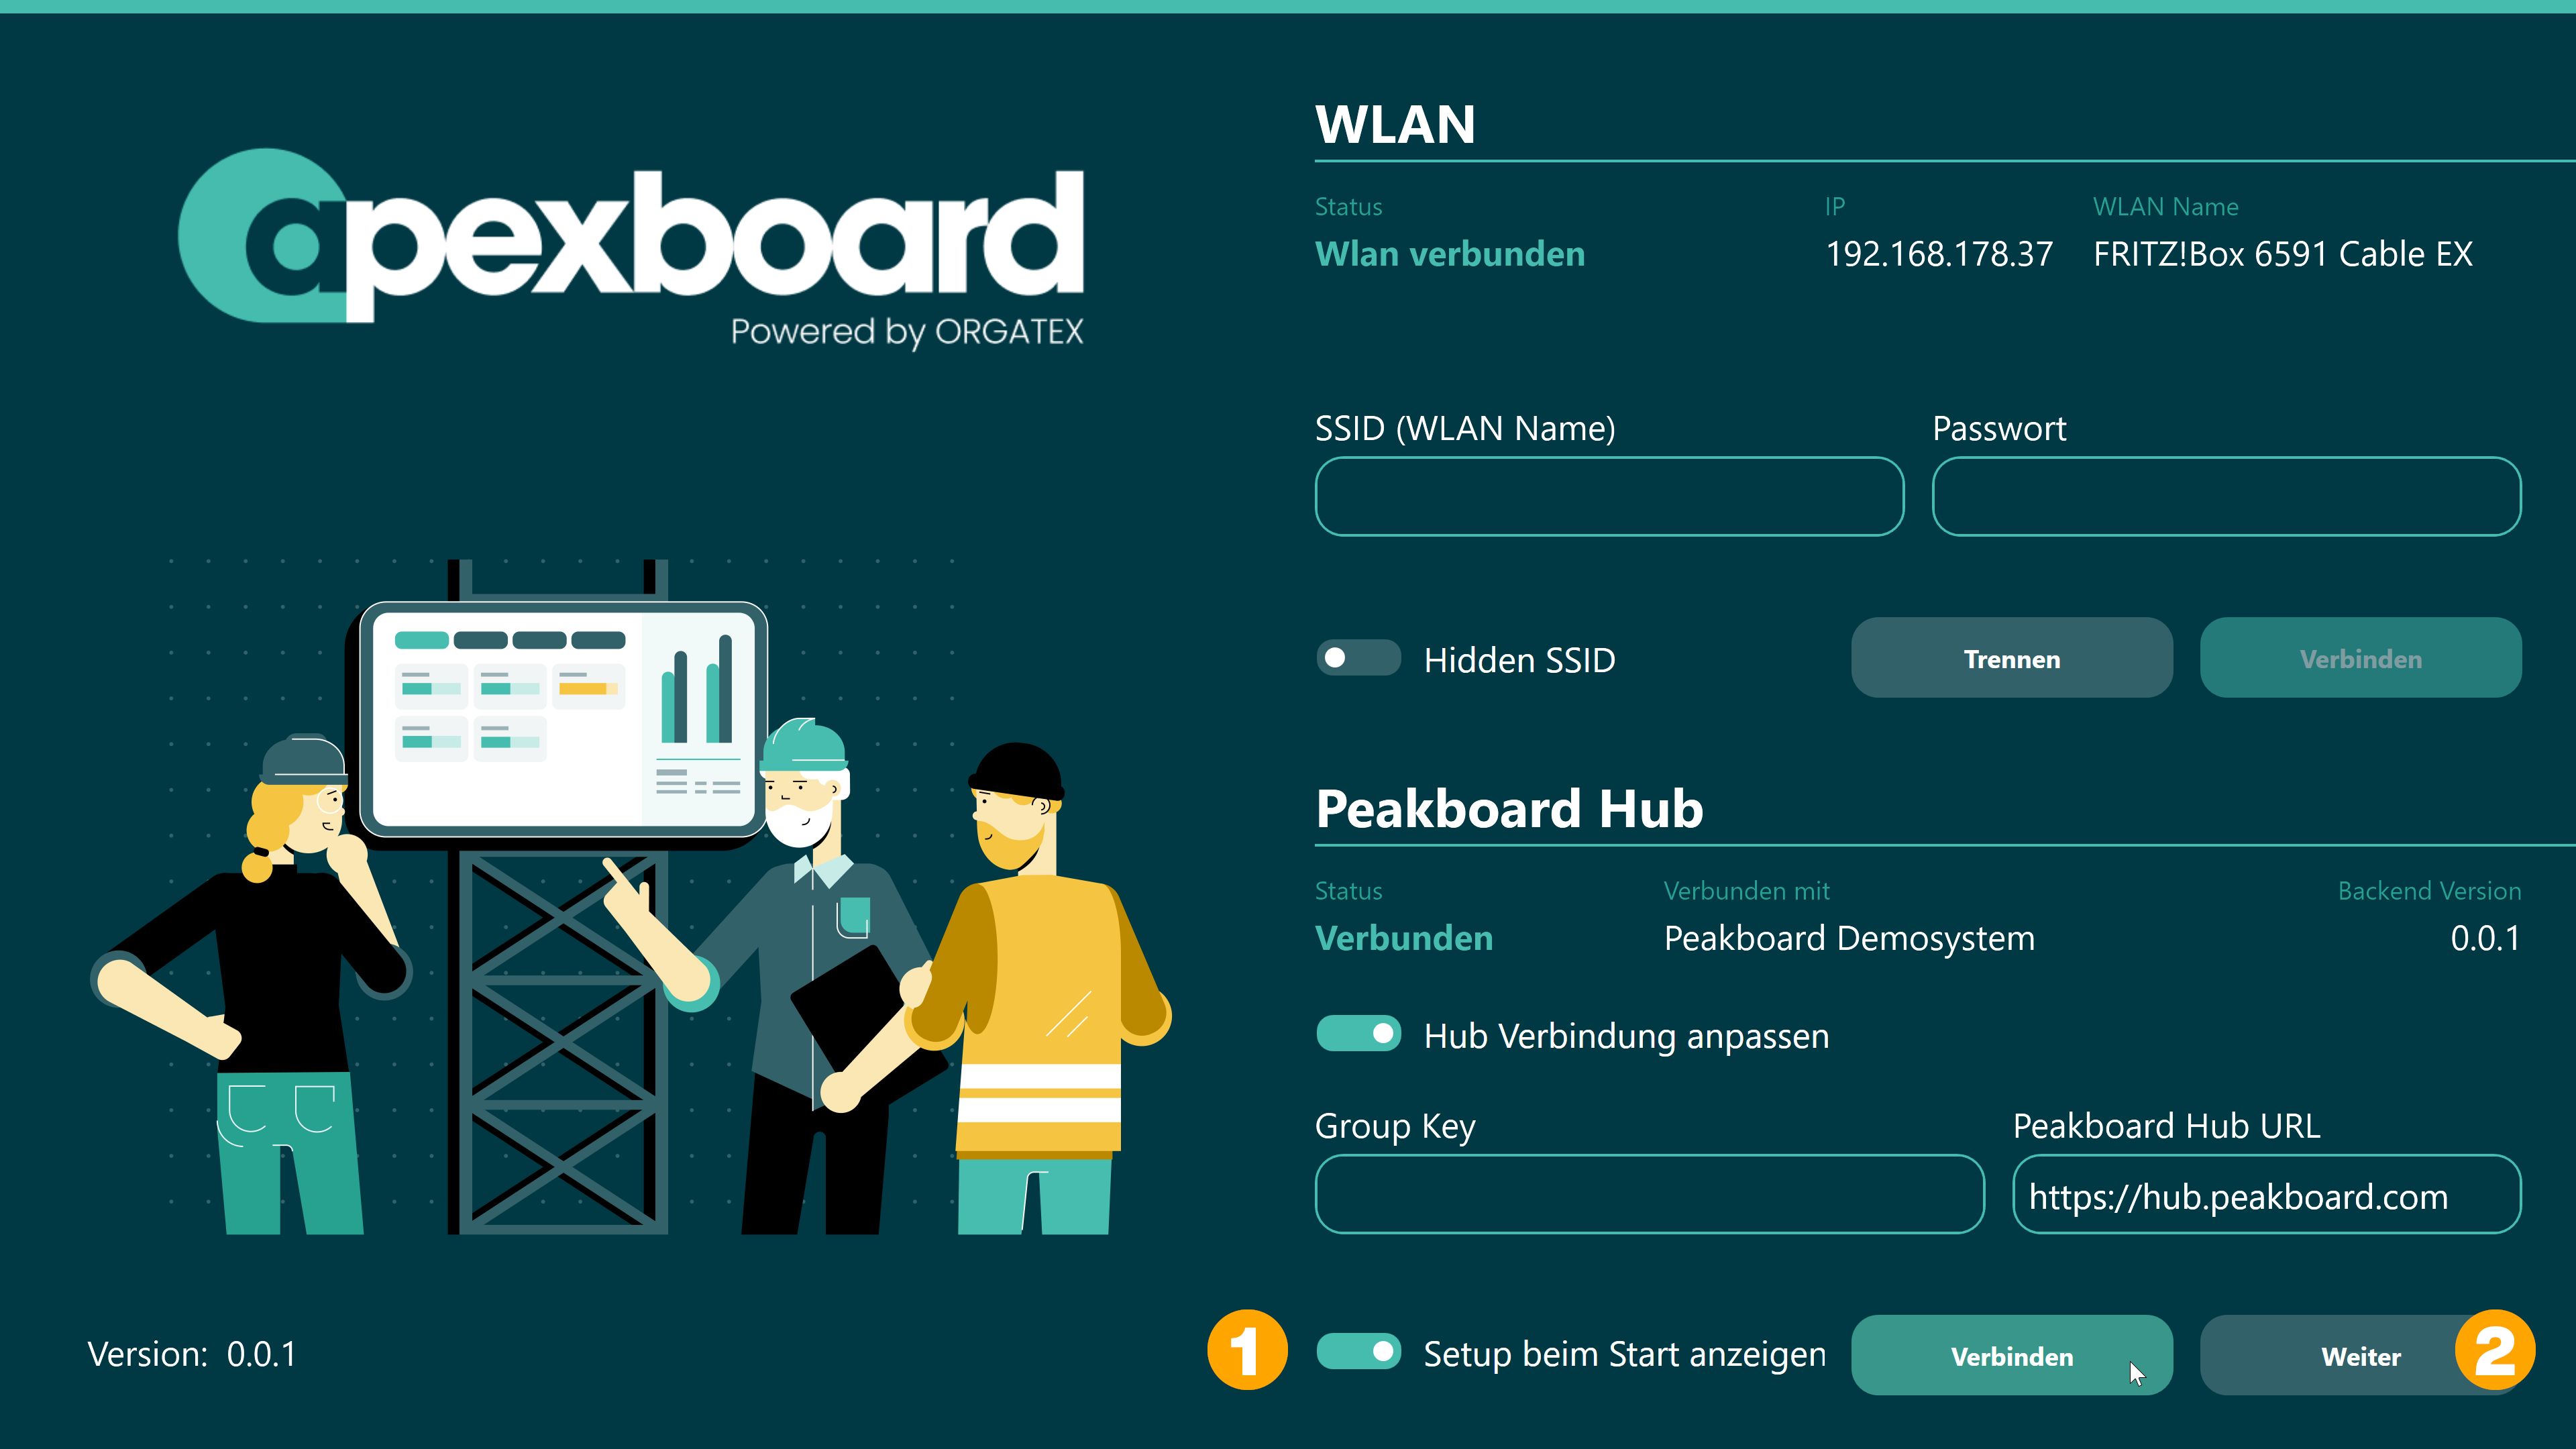 apexboard
Powered by ORGATEX
WLAN
Status IP WLAN Name
Wlan verbunden 192.168.178.37 FRITZ!Box 6591 Cable EX
SSID (WLAN Name) Passwort
Hidden SSID Trennen Verbinden
Peakboard Hub
Status Verbunden mit Backend Version
Verbunden Peakboard Demosystem 0.0.1
Hub Verbindung anpassen
Group Key Peakboard Hub URL
https://hub.peakboard.com
1 Setup beim Start anzeigen Verbinden Weiter 2
Version: 0.0.1